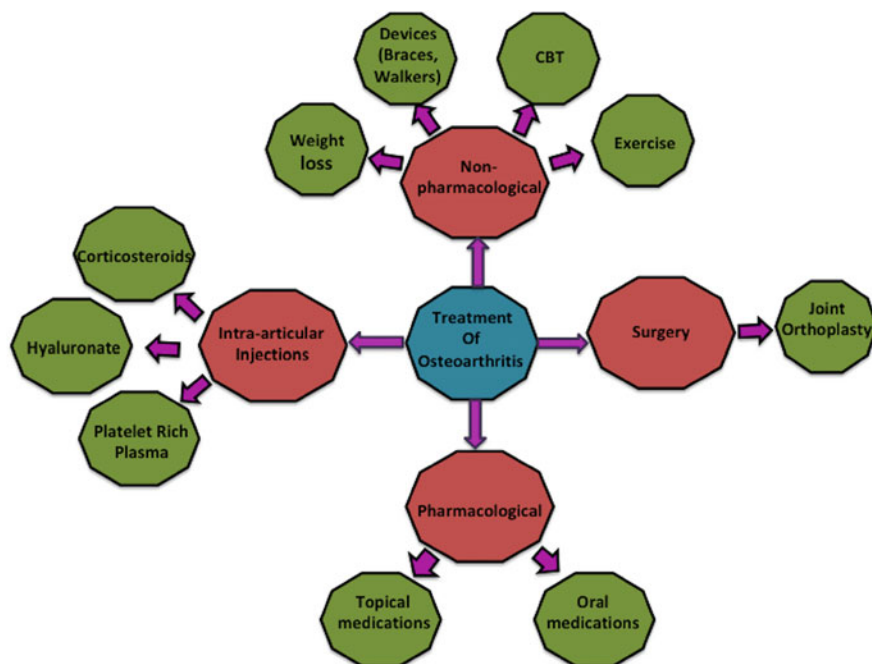 Devices
(Braces,
Walkers)
CBT
Weight
loss
Non-
pharmacological
Exercise
Corticosteroids
Hyaluronate
Platelet Rich
Plasma
Intra-articular
Injections
Treatment
Of
Osteoarthritis
Surgery
Joint
Orthoplasty
Pharmacological
Topical
medications
Oral
medications